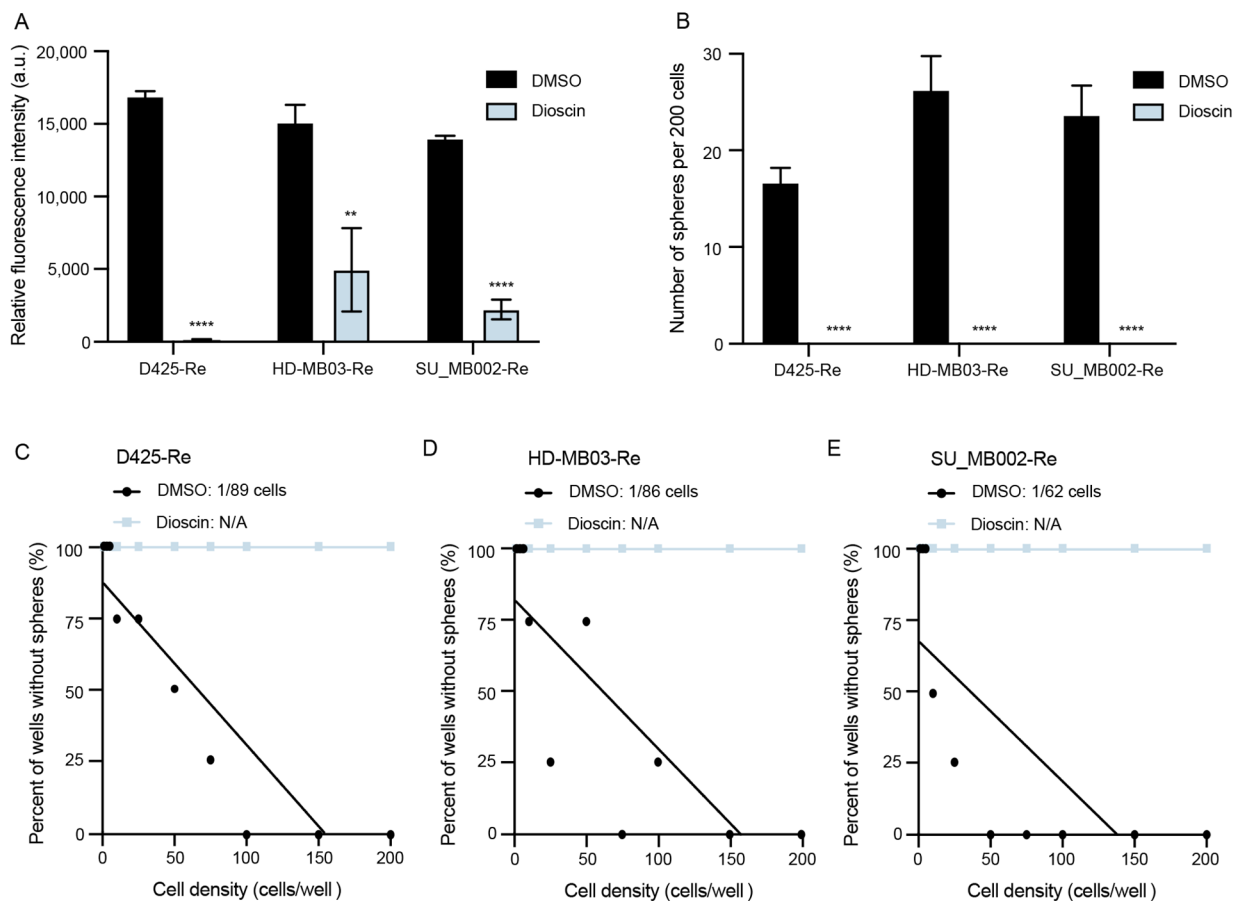 A
Relative fluorescence intensity (a.u.)
20,000
15,000
10,000
5,000
0
DMSO
Dioscin
****
**
****
D425-Re
HD-MB03-Re
SU_MB002-Re
B
Number of spheres per 200 cells
30
20
10
0
DMSO
Dioscin
****
****
****
D425-Re
HD-MB03-Re
SU_MB002-Re
C
D425-Re
DMSO: 1/89 cells
Dioscin: N/A
Percent of wells without spheres (%)
100
75
50
25
0
0
50
100
150
200
Cell density (cells/well )
D
HD-MB03-Re
DMSO: 1/86 cells
Dioscin: N/A
Percent of wells without spheres (%)
100
75
50
25
0
0
50
100
150
200
Cell density (cells/well )
E
SU_MB002-Re
DMSO: 1/62 cells
Dioscin: N/A
Percent of wells without spheres (%)
100
75
50
25
0
0
50
100
150
200
Cell density (cells/well )